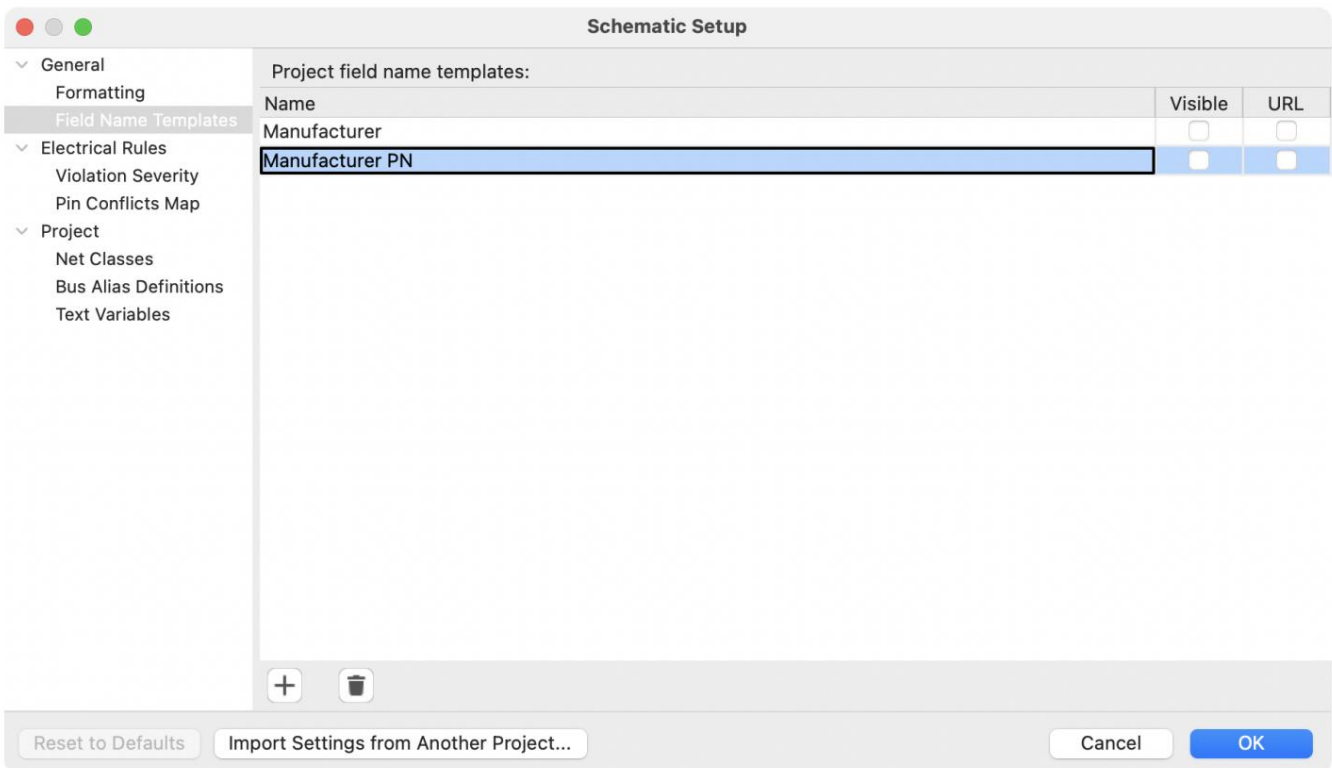 Schematic Setup
General
Formatting
Field Name Templates
Electrical Rules
Violation Severity
Pin Conflicts Map
Project
Net Classes
Bus Alias Definitions
Text Variables
Project field name templates:
Name Visible URL
Manufacturer
Manufacturer PN
Reset to Defaults Import Settings from Another Project... Cancel OK